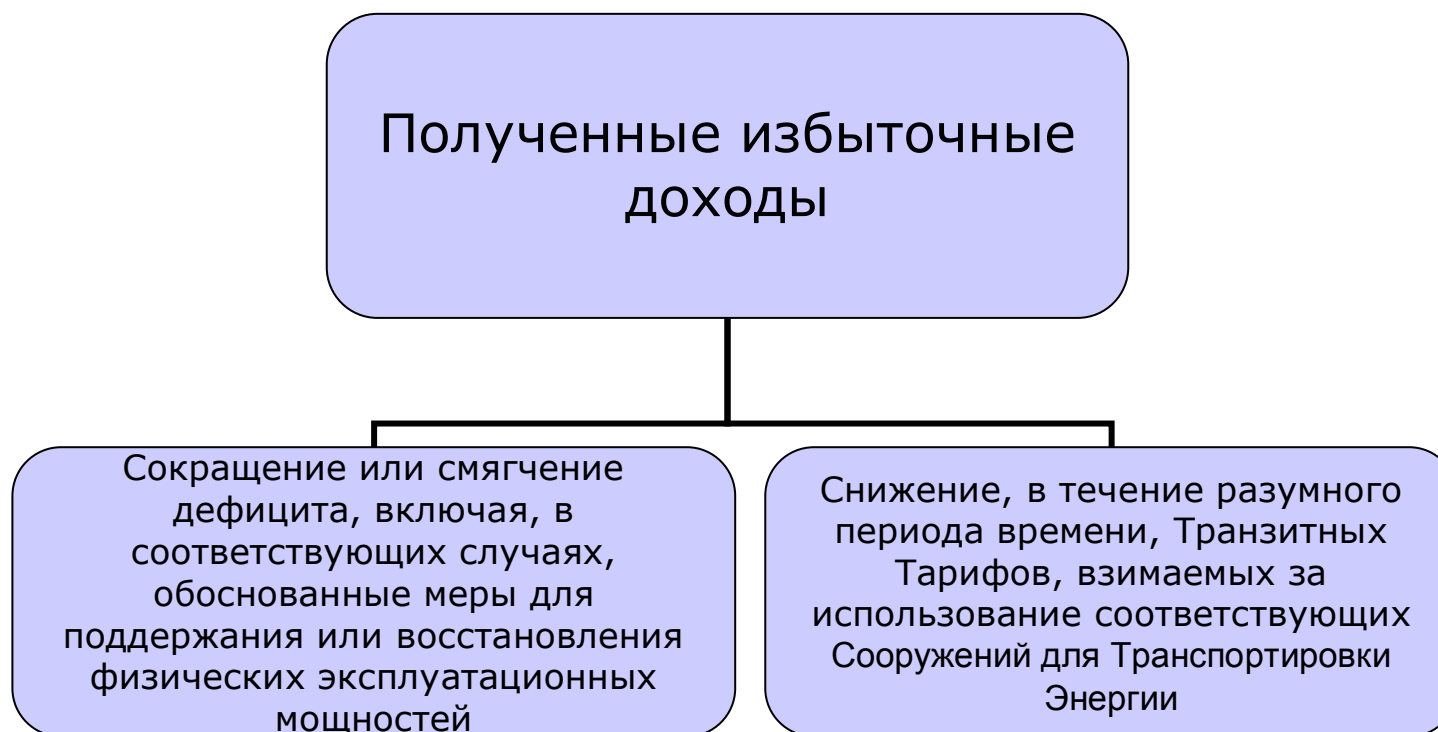 Полученные избыточные
доходы
Сокращение или смягчение
дефицита, включая, в
соответствующих случаях,
обоснованные меры для
поддержания или восстановления
физических эксплуатационных
мощностей
Снижение, в течение разумного
периода времени, Транзитных
Тарифов, взимаемых за
использование соответствующих
Сооружений для Транспортировки
Энергии